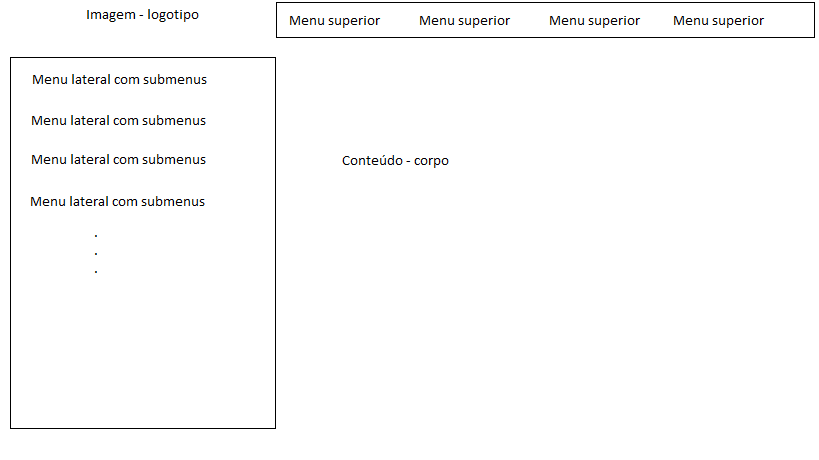 Imagem - logotipo
Menu superior Menu superior Menu superior Menu superior
Menu lateral com submenus
Menu lateral com submenus
Menu lateral com submenus
Conteúdo - corpo
Menu lateral com submenus
.
.
.